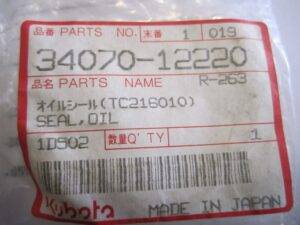 品番 PARTS NO. 末番 1 019
34070-12220
品名 PARTS NAME R-263
オイルシール(TC216010)
SEAL,OIL
1DS02 数量Q'TY 1
Kubota MADE IN JAPAN